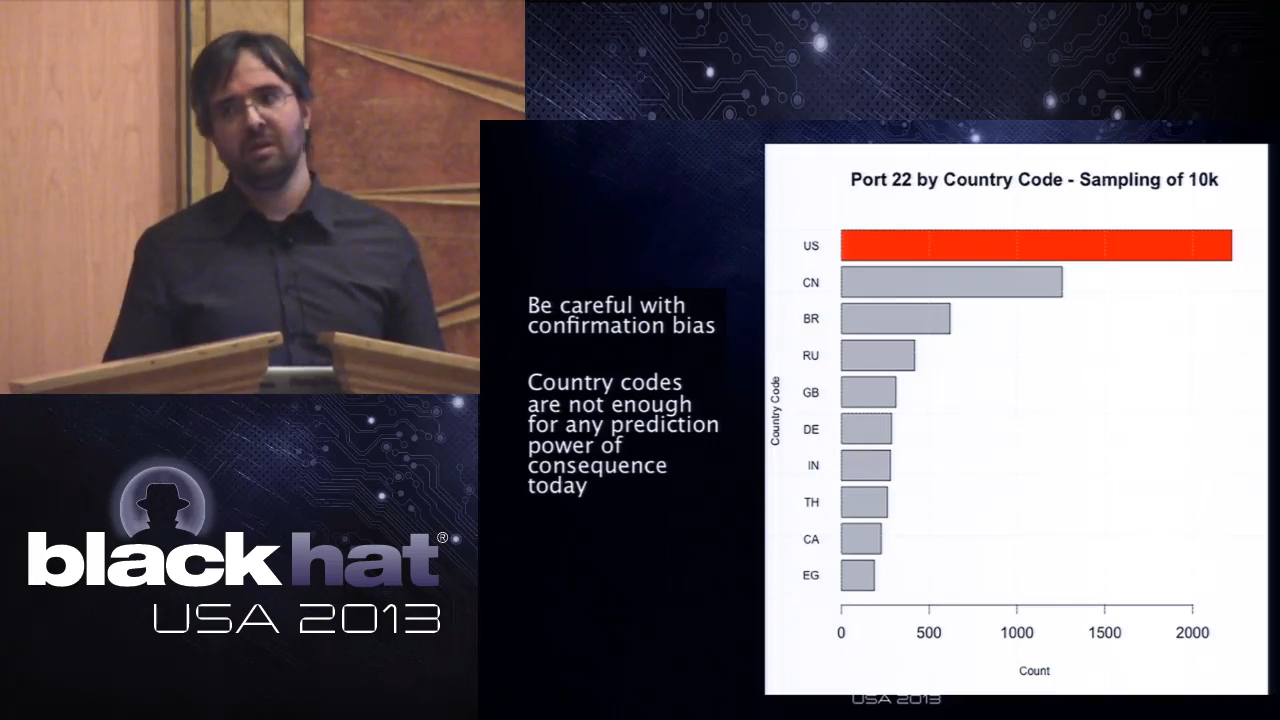 Port 22 by Country Code - Sampling of 10k
US
CN
BR
RU
GB
DE
IN
TH
CA
EG
Country Code
0 500 1000 1500 2000
Count
Be careful with
confirmation bias
Country codes
are not enough
for any prediction
power of
consequence
today
blackhat®
USA 2013
USA 2013